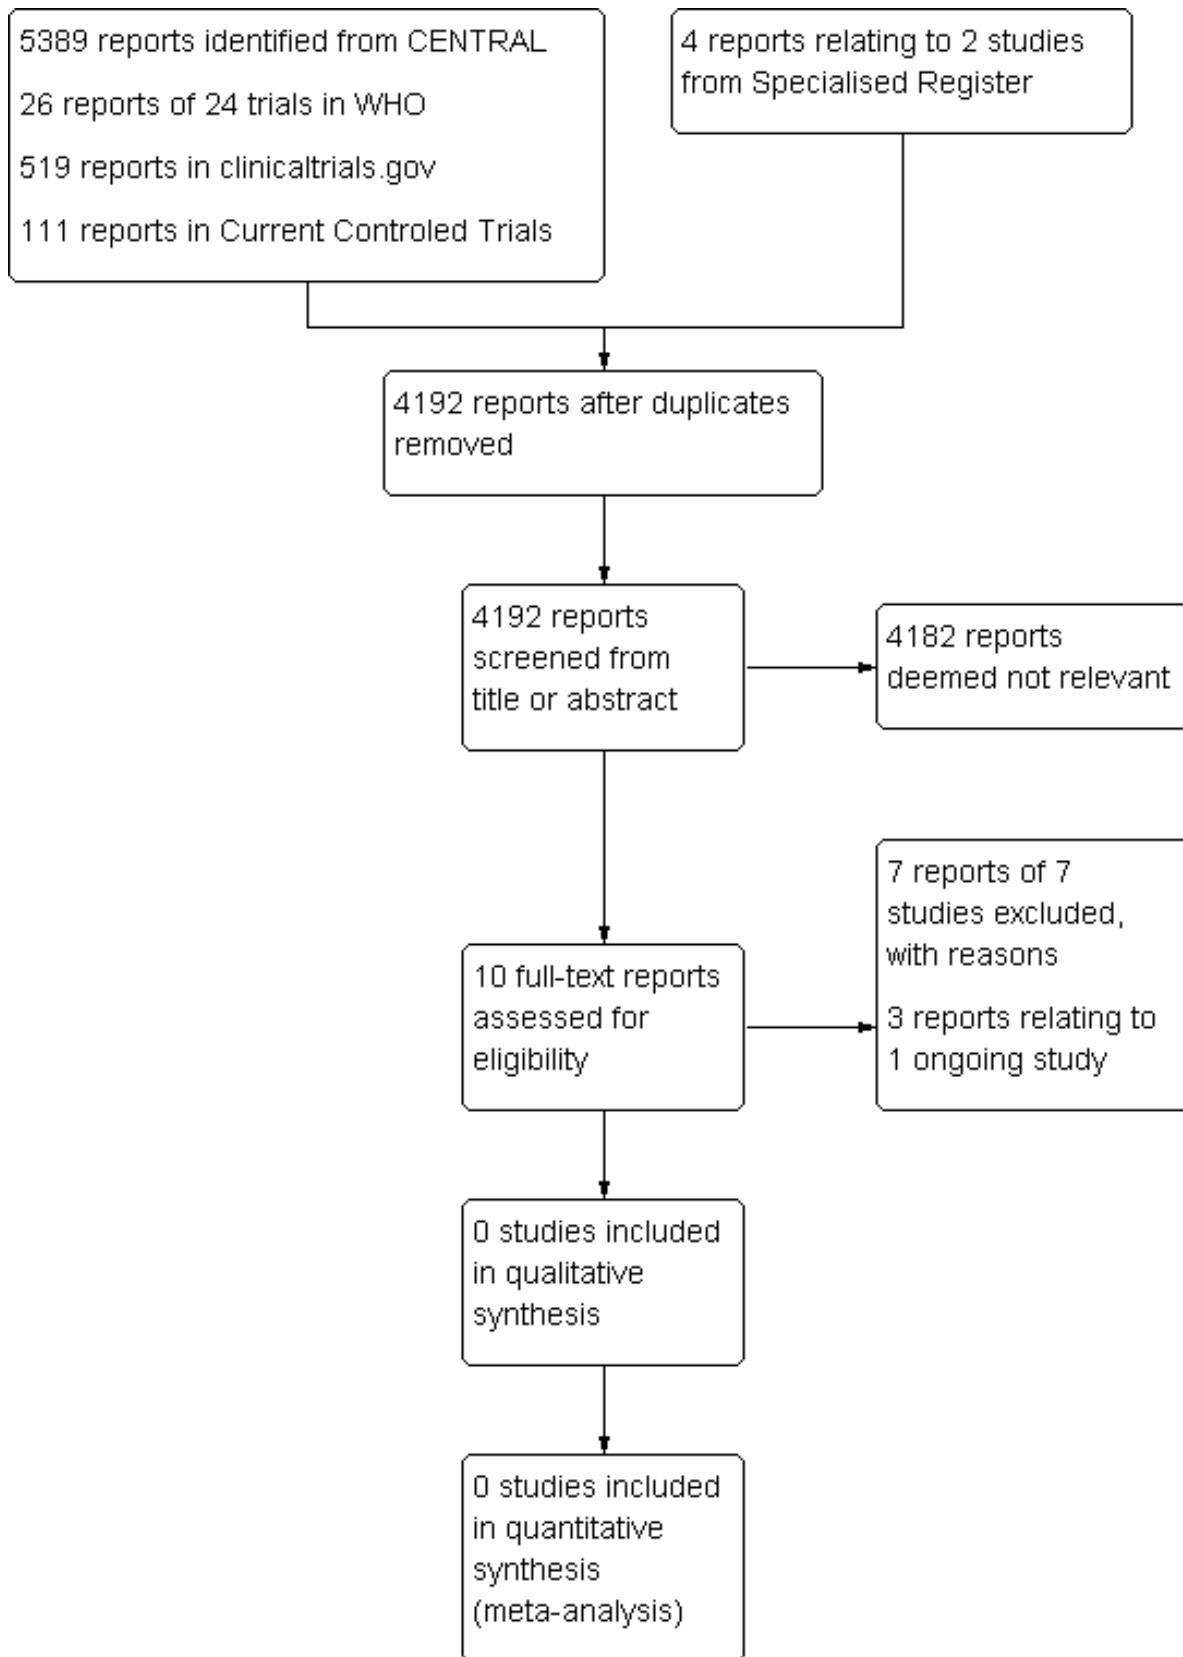 5389 reports identified from CENTRAL
26 reports of 24 trials in WHO
519 reports in clinicaltrials.gov
111 reports in Current Controled Trials
4 reports relating to 2 studies
from Specialised Register
4192 reports after duplicates
removed
4192 reports
screened from
title or abstract
4182 reports
deemed not relevant
10 full-text reports
assessed for
eligibility
7 reports of 7
studies excluded,
with reasons
3 reports relating to
1 ongoing study
0 studies included
in qualitative
synthesis
0 studies included
in quantitative
synthesis
(meta-analysis)